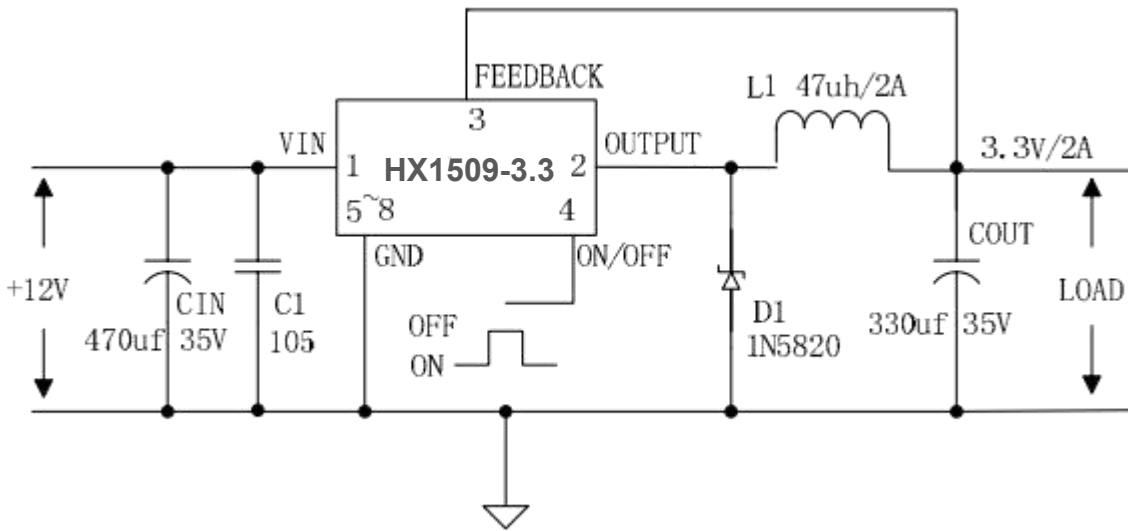 FEEDBACK
L1 47uh/2A
3
VIN
OUTPUT
3.3V/2A
1 HX1509-3.3 2
5~8
4
GND
ON/OFF
COUT
+12V
CIN
C1
LOAD
470uf 35V
105
OFF
ON
D1
1N5820
330uf 35V